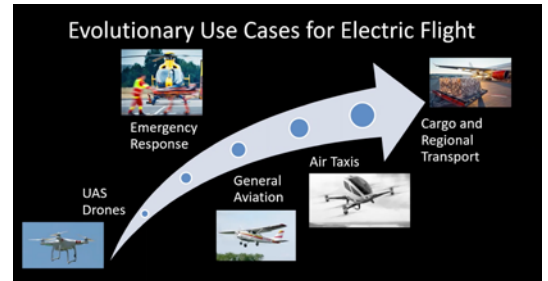 Evolutionary Use Cases for Electric Flight
Emergency
Response
Cargo and
Regional
Transport
Air Taxis
General
Aviation
UAS
Drones